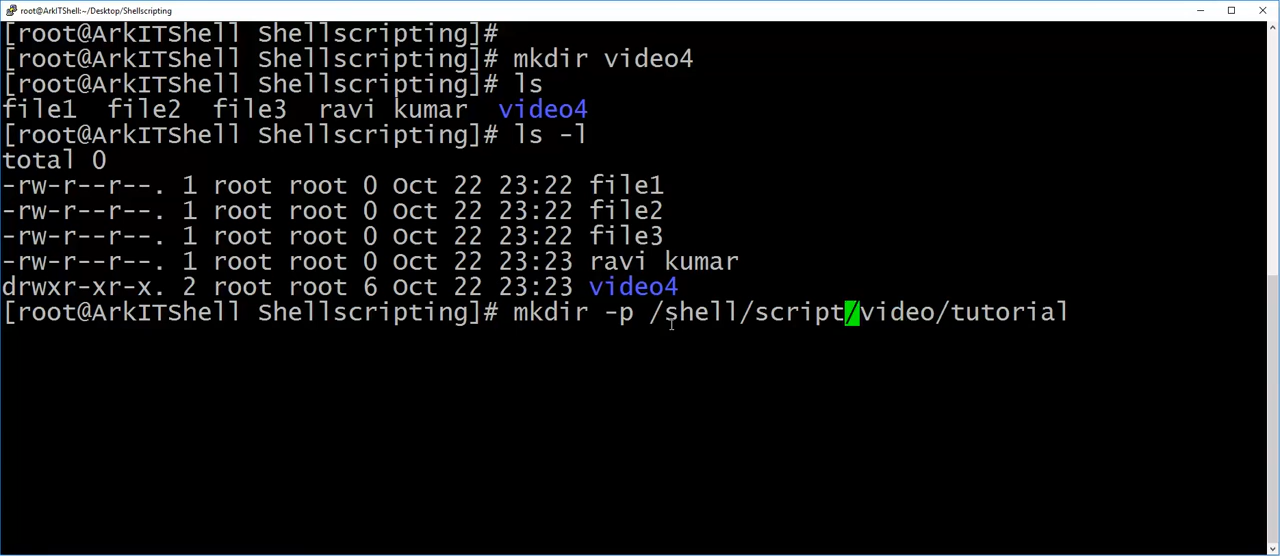 root@ArkITShell:~/Desktop/Shellscripting
[root@ArkITShell Shellscripting]#
[root@ArkITShell Shellscripting]# mkdir video4
[root@ArkITShell Shellscripting]# ls
file1  file2  file3  ravi kumar  video4
[root@ArkITShell Shellscripting]# ls -l
total 0
-rw-r--r--. 1 root root 0 Oct 22 23:22 file1
-rw-r--r--. 1 root root 0 Oct 22 23:22 file2
-rw-r--r--. 1 root root 0 Oct 22 23:22 file3
-rw-r--r--. 1 root root 0 Oct 22 23:23 ravi kumar
drwxr-xr-x. 2 root root 6 Oct 22 23:23 video4
[root@ArkITShell Shellscripting]# mkdir -p /shell/script/video/tutorial